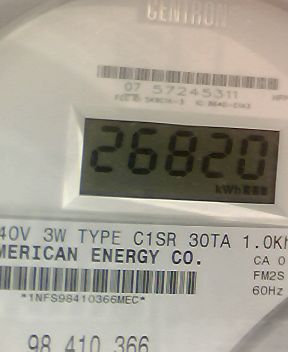 CENTRON
07 57245311
26820
kWh
40V 3W TYPE C1SR 30TA 1.0Kh
MERICAN ENERGY CO.
CA 0
FM2S
*1NFS98410366MEC*
60Hz
98 410 366